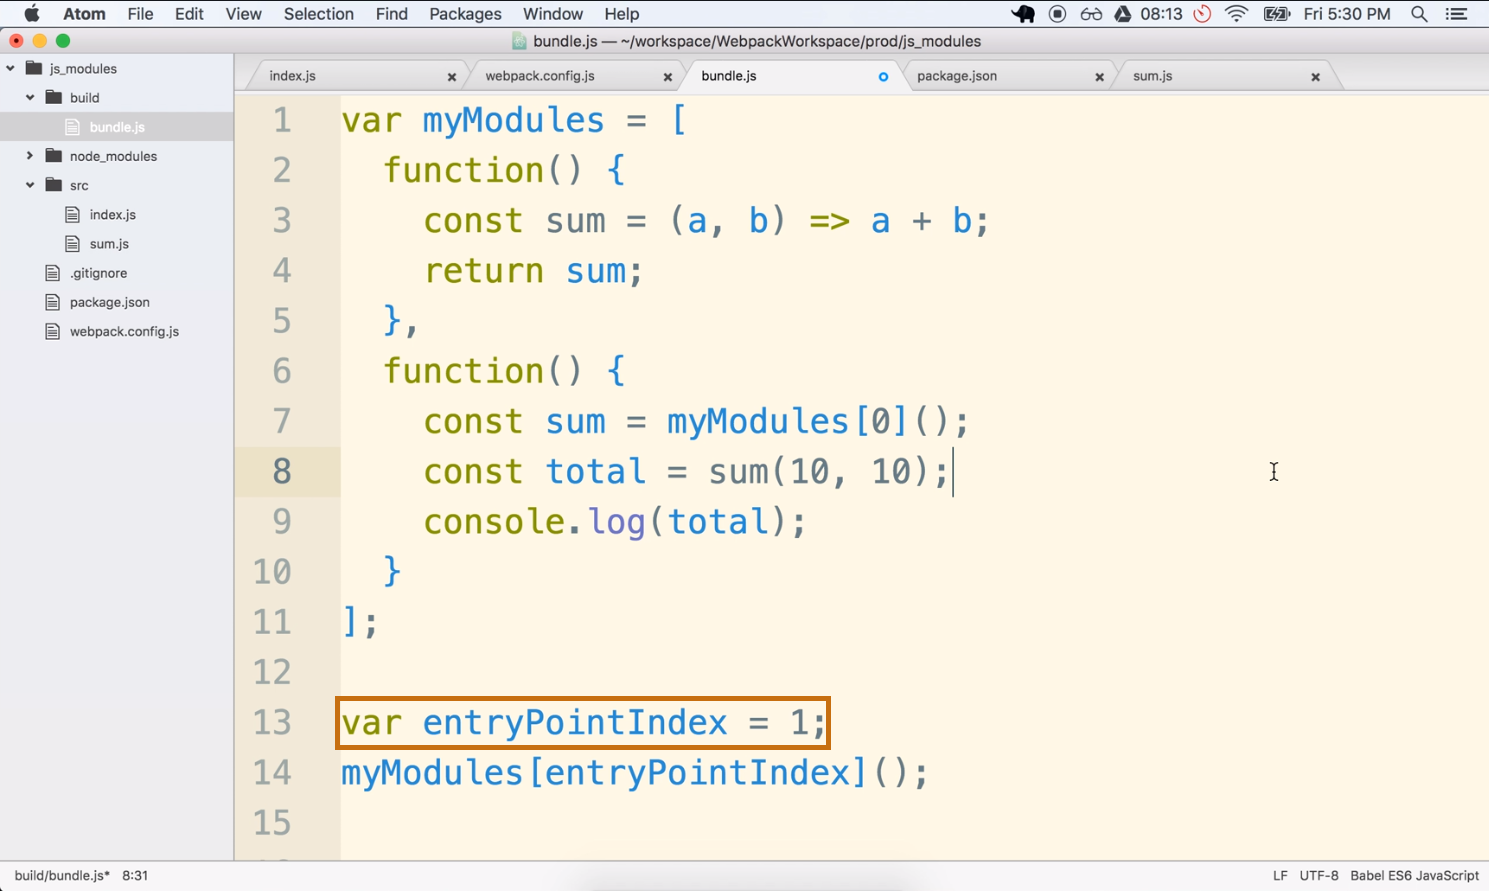 Atom File Edit View Selection Find Packages Window Help 08:13 Fri 5:30 PM
bundle.js — ~/workspace/WebpackWorkspace/prod/js_modules
js_modules
build
bundle.js
node_modules
src
index.js
sum.js
.gitignore
package.json
webpack.config.js
index.js webpack.config.js bundle.js package.json sum.js
1 var myModules = [
2 function() {
3 const sum = (a, b) => a + b;
4 return sum;
5 },
6 function() {
7 const sum = myModules[0]();
8 const total = sum(10, 10);
9 console.log(total);
10 }
11 ];
12
13 var entryPointIndex = 1;
14 myModules[entryPointIndex]();
15
build/bundle.js* 8:31 LF UTF-8 Babel ES6 JavaScript